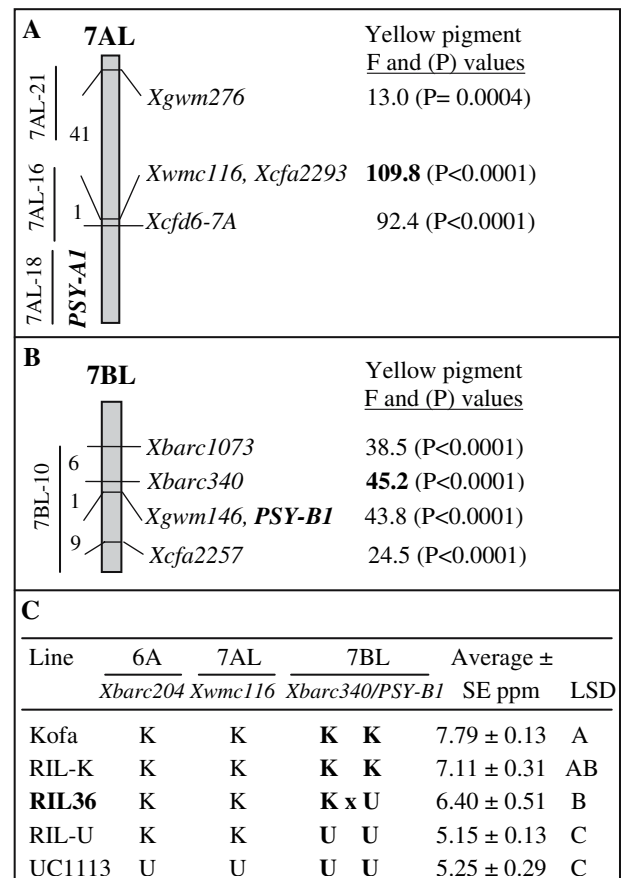 A
7AL
Yellow pigment
F and (P) values
7AL-21
Xgwm276 13.0 (P= 0.0004)
41
7AL-16
Xwmc116, Xcfa2293 109.8 (P<0.0001)
1
Xcfd6-7A 92.4 (P<0.0001)
7AL-18
PSY-A1
B
7BL
Yellow pigment
F and (P) values
7BL-10
Xbarc1073 38.5 (P<0.0001)
6
Xbarc340 45.2 (P<0.0001)
1
Xgwm146, PSY-B1 43.8 (P<0.0001)
9
Xcfa2257 24.5 (P<0.0001)
C
Line 6A 7AL 7BL Average ±
Xbarc204 Xwmc116 Xbarc340/PSY-B1 SE ppm LSD
Kofa K K K K 7.79 ± 0.13 A
RIL-K K K K K 7.11 ± 0.31 AB
RIL36 K K K x U 6.40 ± 0.51 B
RIL-U K K U U 5.15 ± 0.13 C
UC1113 U U U U 5.25 ± 0.29 C